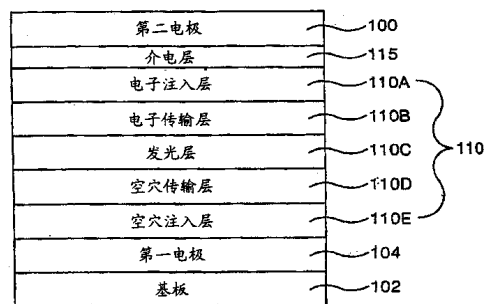 第二电极 100
介电层 115
电子注入层 110A
电子传输层 110B
发光层 110C 110
空穴传输层 110D
空穴注入层 110E
第一电极 104
基板 102